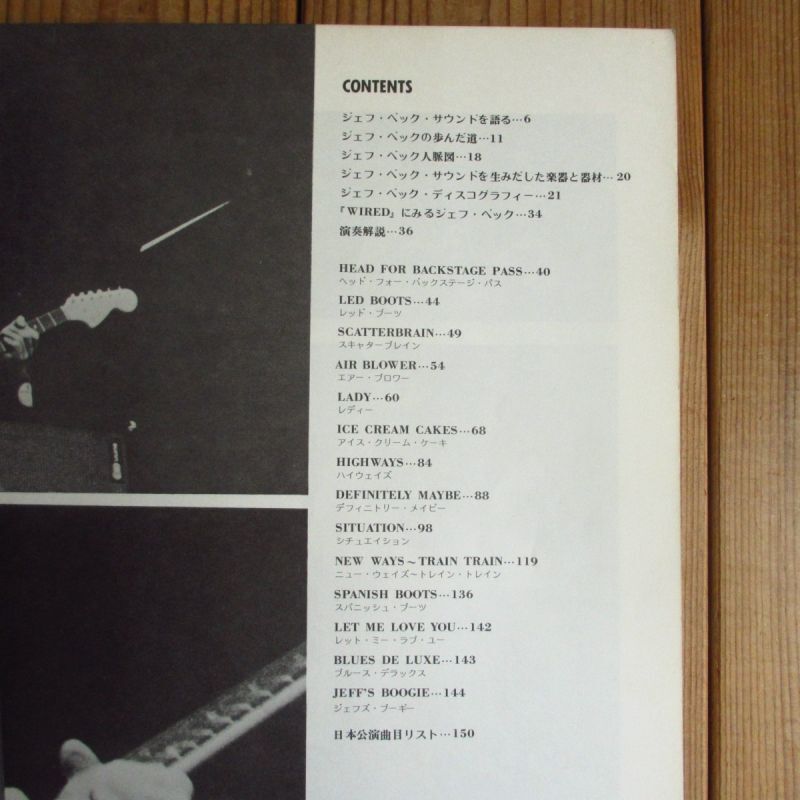 CONTENTS
ジェフ・ベック・サウンドを語る…6
ジェフ・ベックの歩んだ道…11
ジェフ・ベック人脈図…18
ジェフ・ベック・サウンドを生みだした楽器と器材…20
ジェフ・ベック・ディスコグラフィー…21
『WIRED』にみるジェフ・ベック…34
演奏解説…36
HEAD FOR BACKSTAGE PASS…40
ヘッド・フォー・バックステージ・パス
LED BOOTS…44
レッド・ブーツ
SCATTERBRAIN…49
スキャターブレイン
AIR BLOWER…54
エアー・ブロワー
LADY…60
レディー
ICE CREAM CAKES…68
アイス・クリーム・ケーキ
HIGHWAYS…84
ハイウェイズ
DEFINITELY MAYBE…88
デフィニトリー・メイビー
SITUATION…98
シチュエイション
NEW WAYS~TRAIN TRAIN…119
ニュー・ウェイズ~トレイン・トレイン
SPANISH BOOTS…136
スパニッシュ・ブーツ
LET ME LOVE YOU…142
レット・ミー・ラブ・ユー
BLUES DE LUXE…143
ブルース・デラックス
JEFF'S BOOGIE…144
ジェフズ・ブーギー
日本公演曲目リスト…150